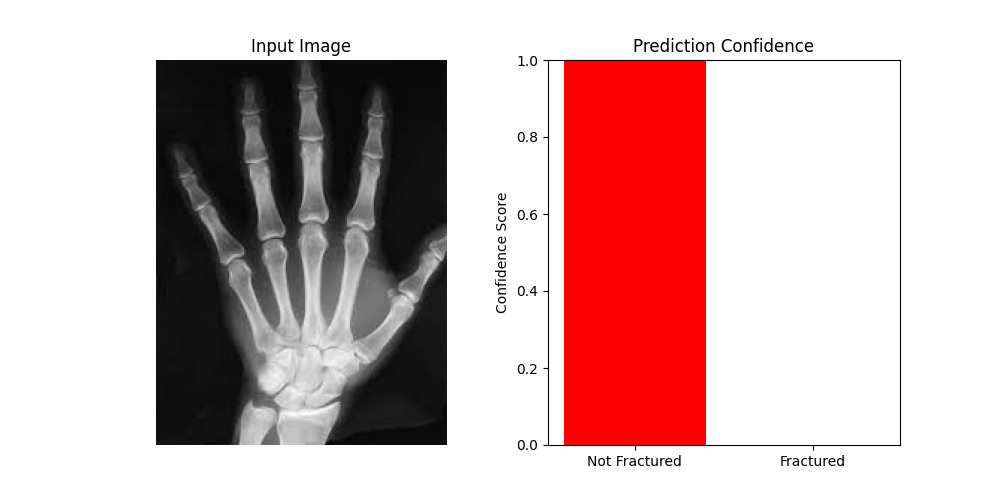 Input Image
Prediction Confidence
Confidence Score
1.0
0.8
0.6
0.4
0.2
0.0
Not Fractured
Fractured